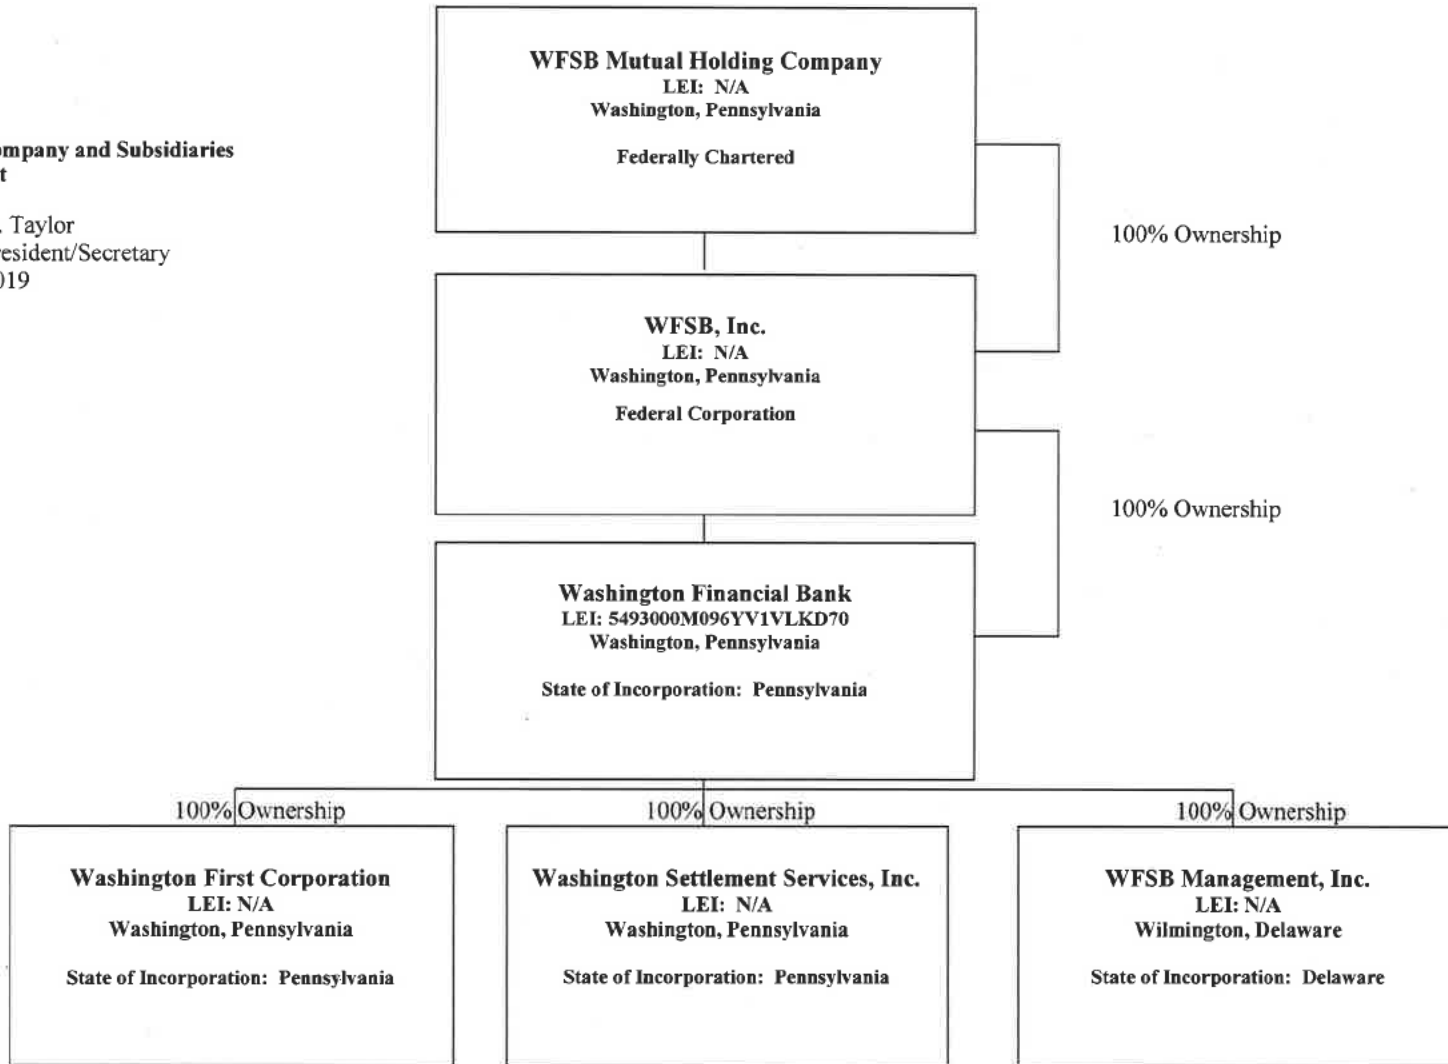 WFSB Mutual Holding Company
LEI: N/A
Washington, Pennsylvania
Federally Chartered
ompany and Subsidiaries
t
. Taylor
resident/Secretary
019
100% Ownership
WFSB, Inc.
LEI: N/A
Washington, Pennsylvania
Federal Corporation
100% Ownership
Washington Financial Bank
LEI: 5493000M096YV1VLKD70
Washington, Pennsylvania
State of Incorporation: Pennsylvania
100% Ownership
100% Ownership
100% Ownership
Washington First Corporation
LEI: N/A
Washington, Pennsylvania
State of Incorporation: Pennsylvania
Washington Settlement Services, Inc.
LEI: N/A
Washington, Pennsylvania
State of Incorporation: Pennsylvania
WFSB Management, Inc.
LEI: N/A
Wilmington, Delaware
State of Incorporation: Delaware